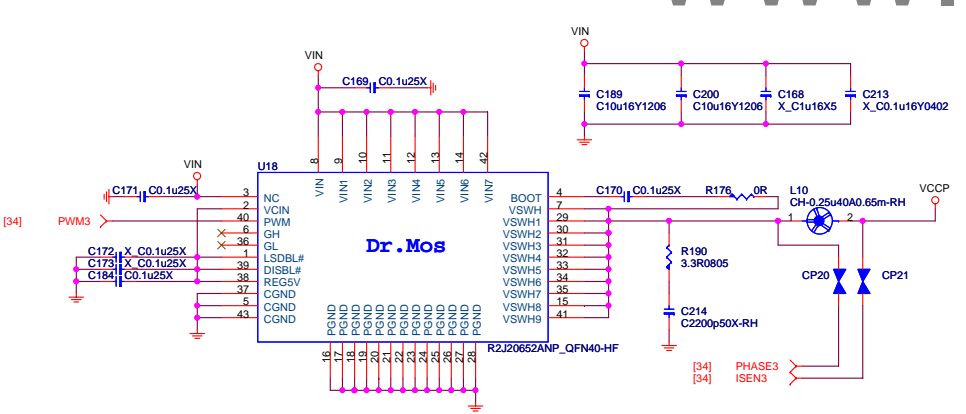 VIN
VIN
C169 C0.1u25X
C189
C10u16Y1206
C200
C10u16Y1206
C168
X_C1u16X5
C213
X_C0.1u16Y0402
VIN
U18
8 9 10 11 12 13 14 42
VIN VIN1 VIN2 VIN3 VIN4 VIN5 VIN6 VIN7
C171 C0.1u25X
3 NC
2 VCIN
[34] PWM3 40 PWM
6 GH
36 GL
C172 X_C0.1u25X 1 LSDBL#
C173 X_C0.1u25X 39 DISBL#
C184 C0.1u25X 38 REG5V
37 CGND
5 CGND
43 CGND
Dr.Mos
BOOT 4
VSWH 7
VSWH1 29
VSWH2 30
VSWH3 31
VSWH4 32
VSWH5 33
VSWH6 34
VSWH7 35
VSWH8 15
VSWH9 41
C170 C0.1u25X
R176 0R
L10
CH-0.25u40A0.65m-RH
1 2
VCCP
R190
3.3R0805
CP20 CP21
C214
C2200p50X-RH
PGND PGND PGND PGND PGND PGND PGND PGND PGND PGND PGND PGND PGND
16 17 18 19 20 21 22 23 24 25 26 27 28
R2J20652ANP_QFN40-HF
[34] PHASE3
[34] ISEN3